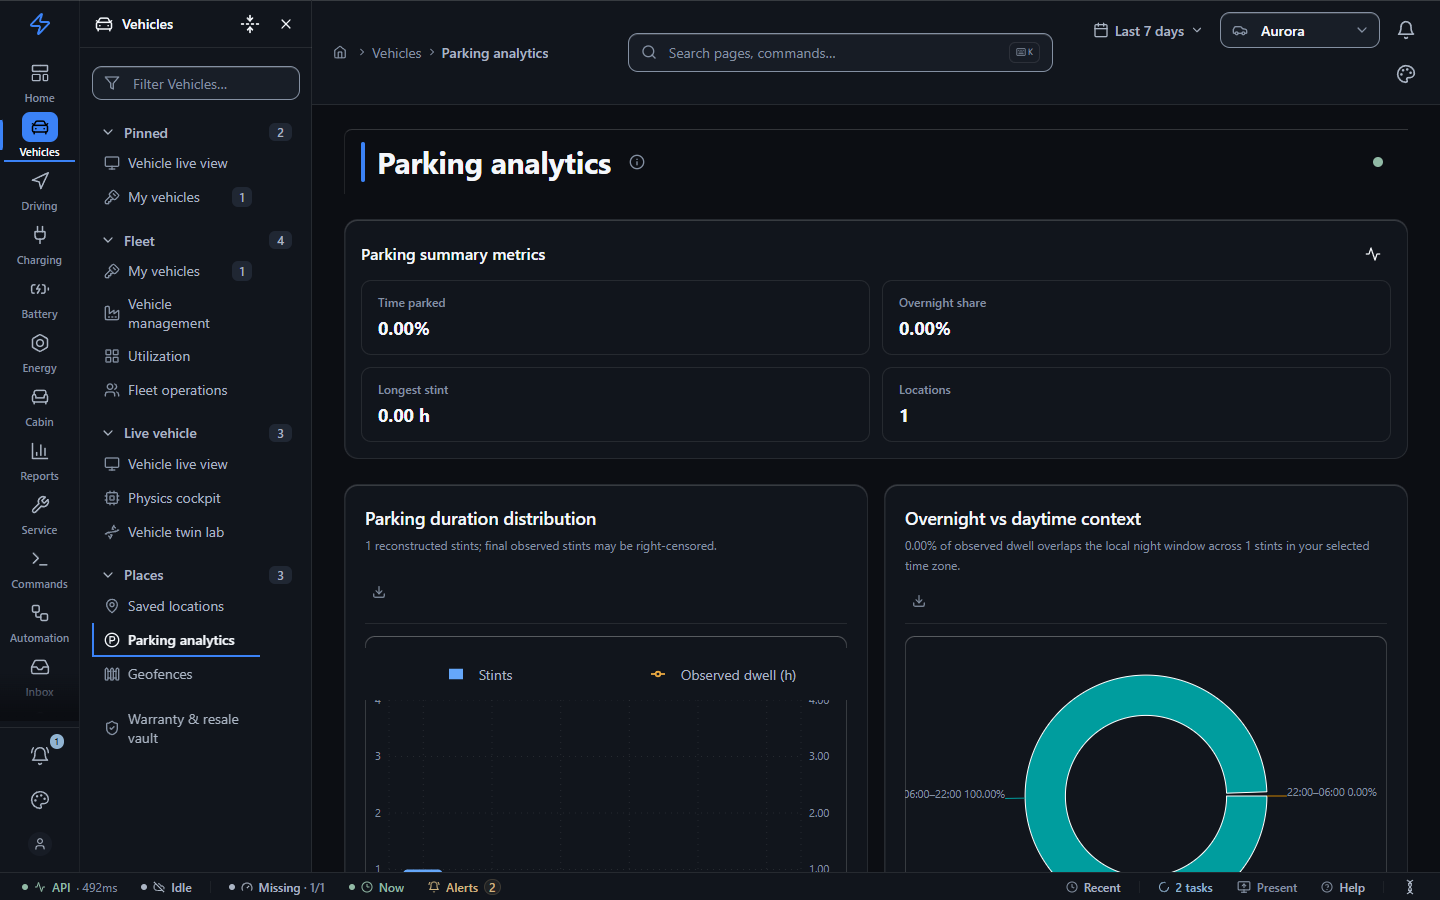 Vehicles
Filter Vehicles...
Home
Vehicles
Driving
Charging
Battery
Energy
Cabin
Reports
Service
Commands
Automation
Inbox
1
Pinned 2
Vehicle live view
My vehicles 1
Fleet 4
My vehicles 1
Vehicle
management
Utilization
Fleet operations
Live vehicle 3
Vehicle live view
Physics cockpit
Vehicle twin lab
Places 3
Saved locations
Parking analytics
Geofences
Warranty & resale
vault
Vehicles Parking analytics
Search pages, commands... K
Last 7 days
Aurora
Parking analytics
Parking summary metrics
Time parked
0.00%
Overnight share
0.00%
Longest stint
0.00 h
Locations
1
Parking duration distribution
1 reconstructed stints; final observed stints may be right-censored.
Stints Observed dwell (h)
4 4.00
3 3.00
2 2.00
1 1.00
Overnight vs daytime context
0.00% of observed dwell overlaps the local night window across 1 stints in your selected
time zone.
06:00–22:00 100.00%
22:00–06:00 0.00%
API · 492ms Idle Missing · 1/1 Now Alerts 2 Recent 2 tasks Present Help